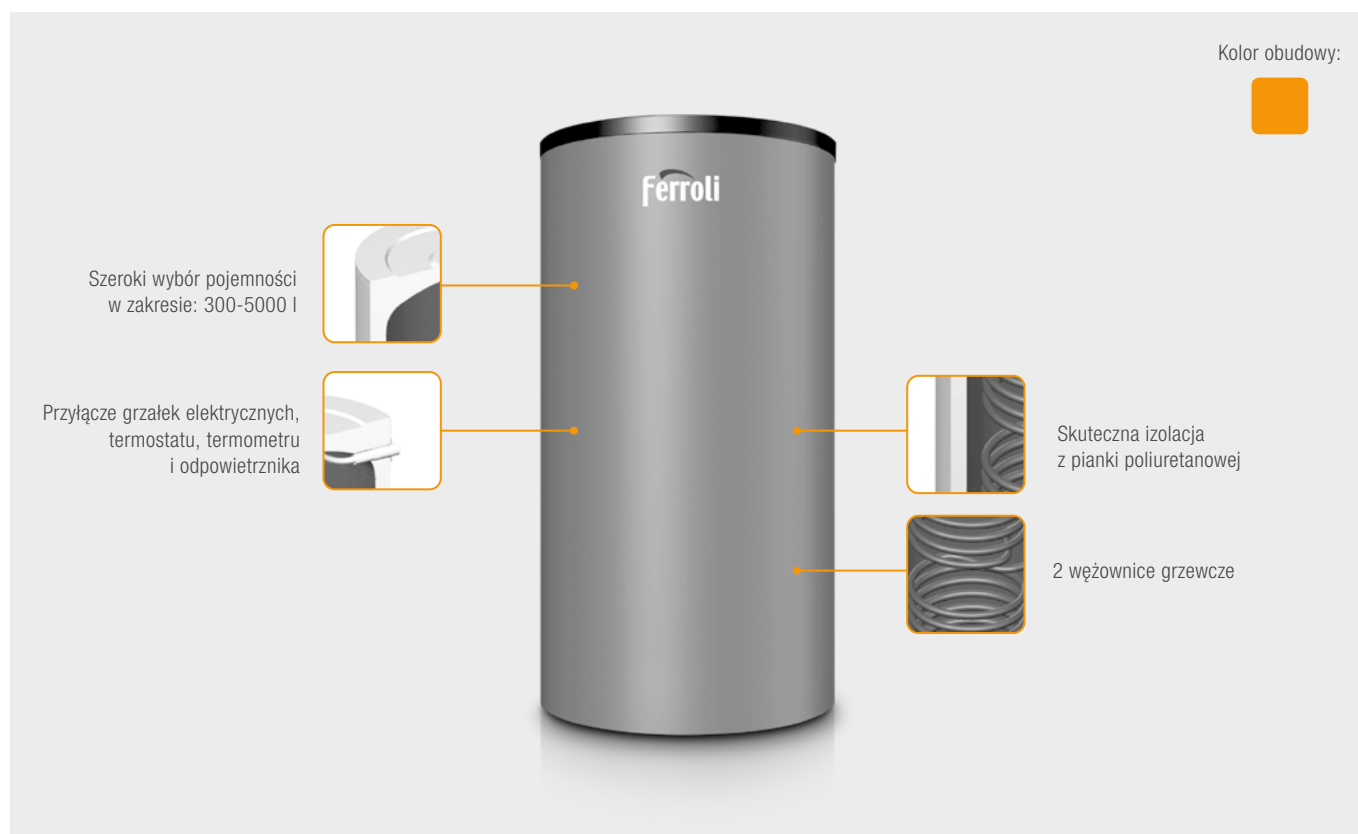 Kolor obudowy:
Ferroli
Szeroki wybór pojemności
w zakresie: 300-5000 l
Przyłącze grzałek elektrycznych,
termostatu, termometru
i odpowietrznika
Skuteczna izolacja
z pianki poliuretanowej
2 wężownice grzewcze